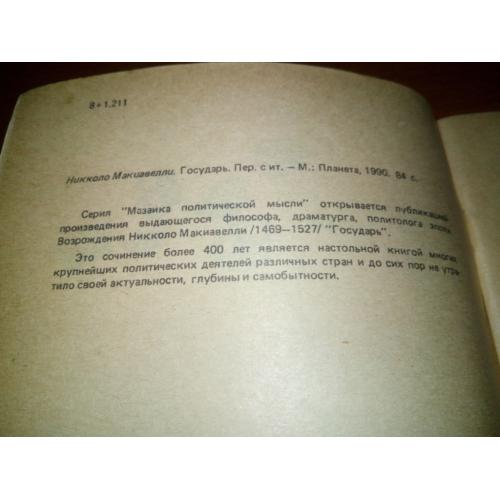 8+1.211
Никколо Макиавелли. Государь. Пер. с ит. — М.: Планета, 1990. 84 с.
Серия "Мозаика политической мысли" открывается публикацией
произведения выдающегося философа, драматурга, политолога эпохи
Возрождения Никколо Макиавелли /1469—1527/ "Государь".
Это сочинение более 400 лет является настольной книгой многих
крупнейших политических деятелей различных стран и до сих пор не утра-
тило своей актуальности, глубины и самобытности.